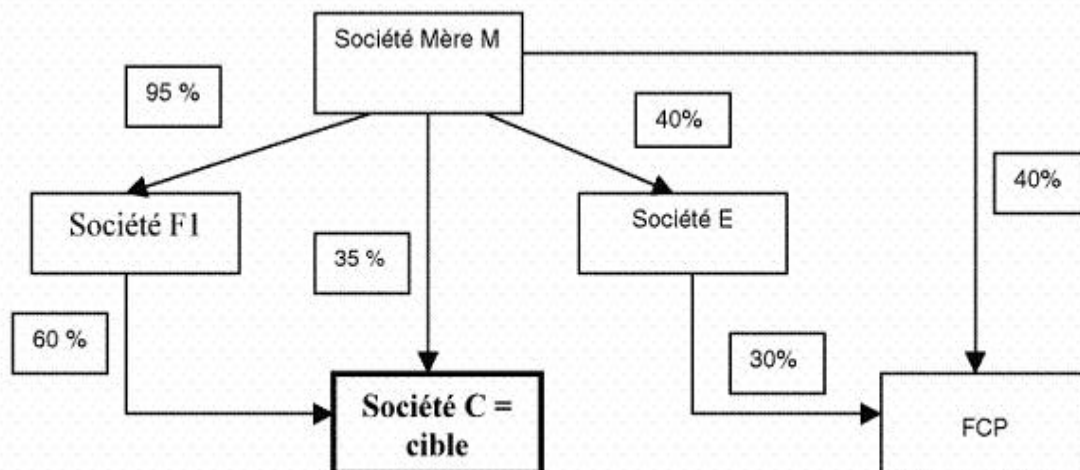 Société Mère M
95 %
40%
40%
Société F1
Société E
35 %
60 %
30%
Société C =
cible
FCP